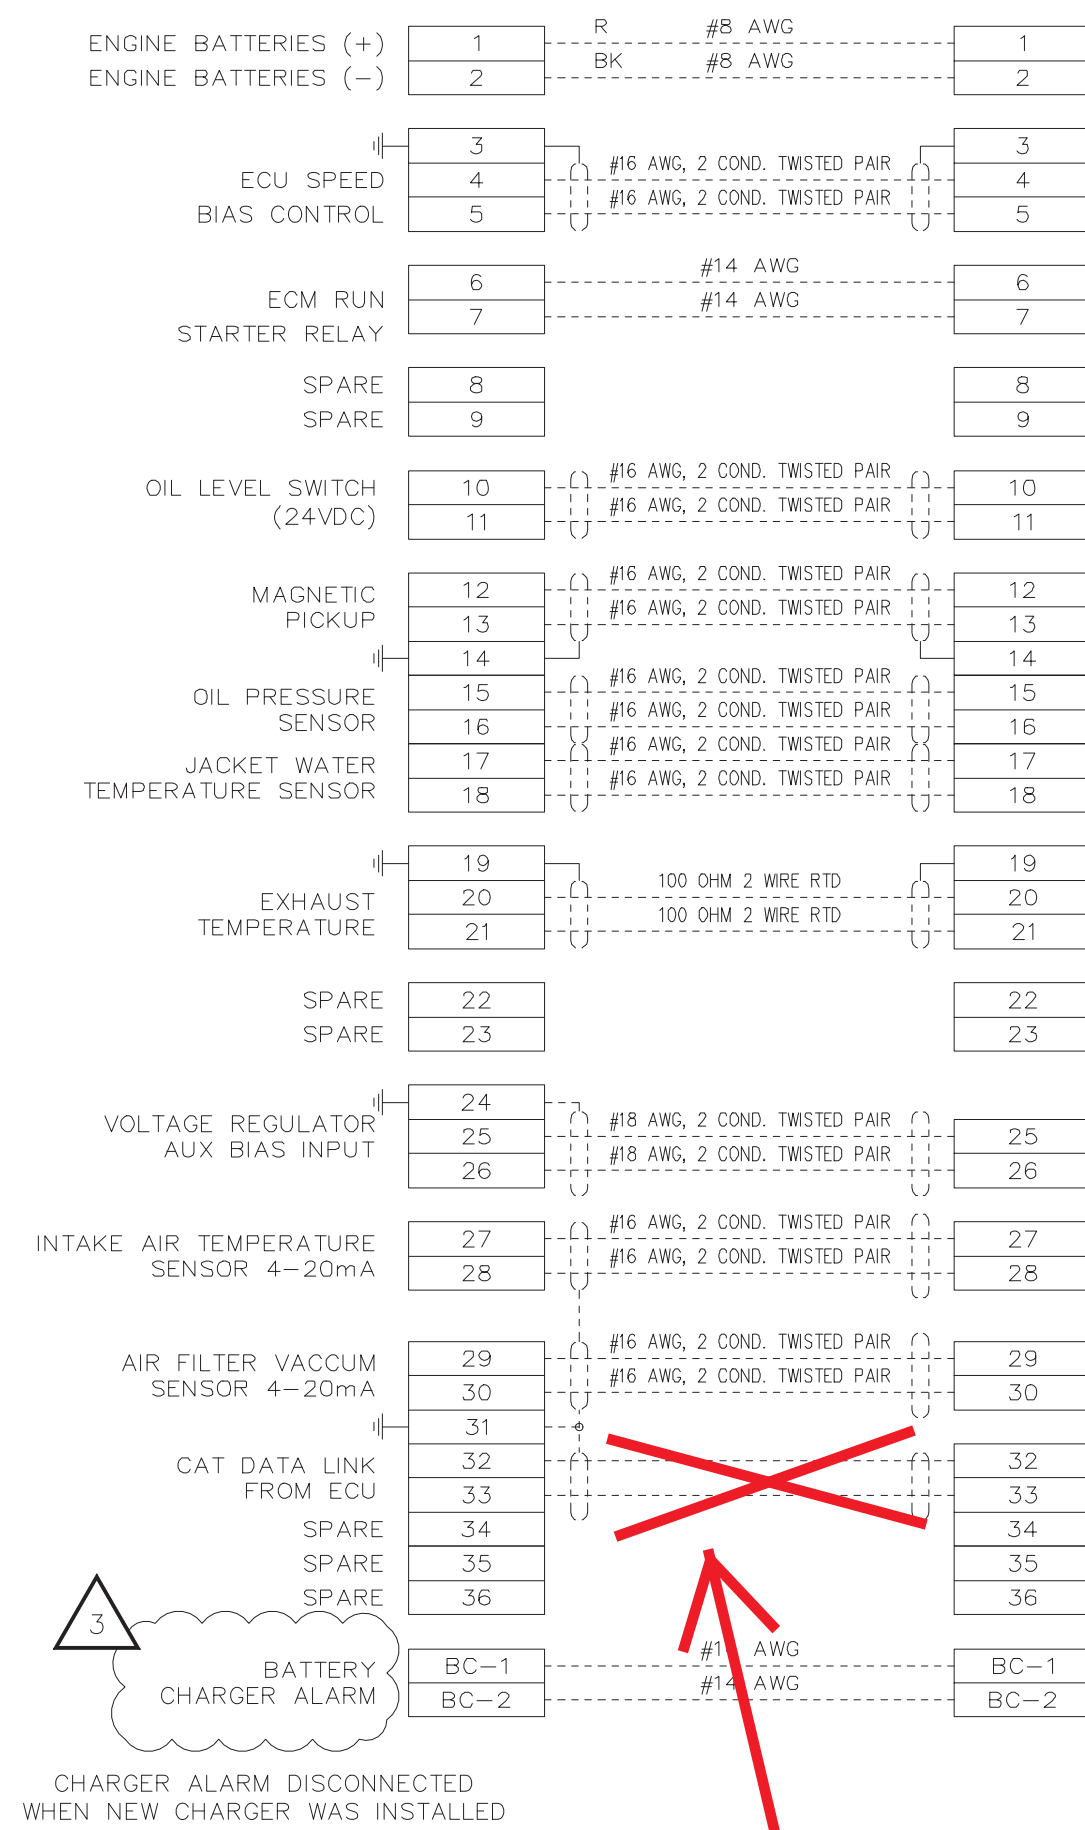 ENGINE BATTERIES (+) 1 R #8 AWG 1
ENGINE BATTERIES (−) 2 BK #8 AWG 2
3 3
ECU SPEED 4 #16 AWG, 2 COND. TWISTED PAIR 4
BIAS CONTROL 5 #16 AWG, 2 COND. TWISTED PAIR 5
6 #14 AWG 6
ECM RUN
7 #14 AWG 7
STARTER RELAY
SPARE 8 8
SPARE 9 9
OIL LEVEL SWITCH 10 #16 AWG, 2 COND. TWISTED PAIR 10
(24VDC) 11 #16 AWG, 2 COND. TWISTED PAIR 11
MAGNETIC 12 #16 AWG, 2 COND. TWISTED PAIR 12
PICKUP 13 #16 AWG, 2 COND. TWISTED PAIR 13
14 14
OIL PRESSURE 15 #16 AWG, 2 COND. TWISTED PAIR 15
SENSOR 16 #16 AWG, 2 COND. TWISTED PAIR 16
JACKET WATER 17 #16 AWG, 2 COND. TWISTED PAIR 17
TEMPERATURE SENSOR 18 #16 AWG, 2 COND. TWISTED PAIR 18
19 19
EXHAUST 20 100 OHM 2 WIRE RTD 20
TEMPERATURE 21 100 OHM 2 WIRE RTD 21
SPARE 22 22
SPARE 23 23
24
VOLTAGE REGULATOR 25 #18 AWG, 2 COND. TWISTED PAIR 25
AUX BIAS INPUT 26 #18 AWG, 2 COND. TWISTED PAIR 26
INTAKE AIR TEMPERATURE 27 #16 AWG, 2 COND. TWISTED PAIR 27
SENSOR 4−20mA 28 #16 AWG, 2 COND. TWISTED PAIR 28
AIR FILTER VACCUM 29 #16 AWG, 2 COND. TWISTED PAIR 29
SENSOR 4−20mA 30 #16 AWG, 2 COND. TWISTED PAIR 30
31
CAT DATA LINK 32 32
FROM ECU 33 33
SPARE 34 34
SPARE 35 35
SPARE 36 36
3
BATTERY BC−1 AWG BC−1
CHARGER ALARM BC−2 #14 AWG BC−2
CHARGER ALARM DISCONNECTED
WHEN NEW CHARGER WAS INSTALLED